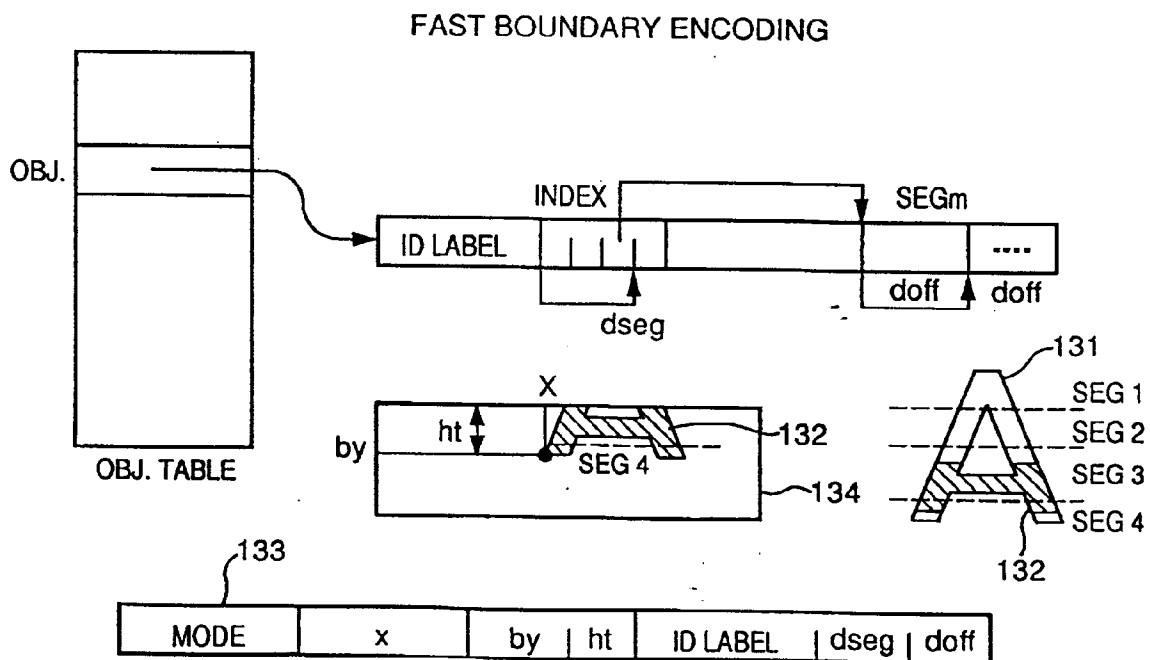 FAST BOUNDARY ENCODING
OBJ.
INDEX
SEGm
ID LABEL
----
doff
doff
dseg
OBJ. TABLE
X
ht
by
SEG 4
132
134
131
SEG 1
SEG 2
SEG 3
SEG 4
132
133
MODE
x
by
ht
ID LABEL
dseg
doff